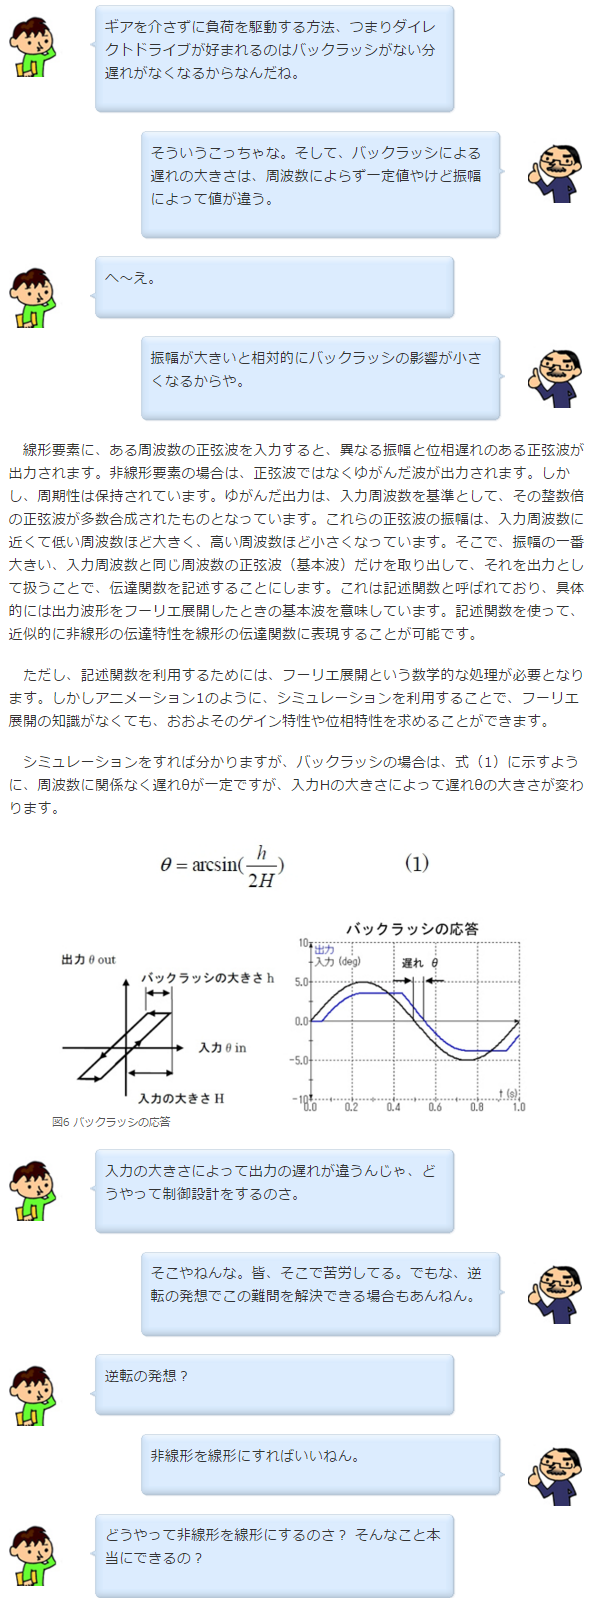 ギアを介さずに負荷を駆動する方法、つまりダイレ
クトドライブが好まれるのはバックラッシがない分
遅れがなくなるからなんだね。
そういうこっちゃな。そして、バックラッシによる
遅れの大きさは、周波数によらず一定値やけど振幅
によって値が違う。
へ～え。
振幅が大きいと相対的にバックラッシの影響が小さ
くなるからや。
線形要素に、ある周波数の正弦波を入力すると、異なる振幅と位相遅れのある正弦波が
出力されます。非線形要素の場合は、正弦波ではなくゆがんだ波が出力されます。しか
し、周期性は保持されています。ゆがんだ出力は、入力周波数を基準として、その整数倍
の正弦波が多数合成されたものとなっています。これらの正弦波の振幅は、入力周波数に
近くて低い周波数ほど大きく、高い周波数ほど小さくなっています。そこで、振幅の一番
大きい、入力周波数と同じ周波数の正弦波（基本波）だけを取り出して、それを出力とし
て扱うことで、伝達関数を記述することにします。これは記述関数と呼ばれており、具体
的には出力波形をフーリエ展開したときの基本波を意味しています。記述関数を使って、
近似的に非線形の伝達特性を線形の伝達関数に表現することが可能です。
ただし、記述関数を利用するためには、フーリエ展開という数学的な処理が必要となり
ます。しかしアニメーション1のように、シミュレーションを利用することで、フーリエ
展開の知識がなくても、おおよそのゲイン特性や位相特性を求めることができます。
シミュレーションをすれば分かりますが、バックラッシの場合は、式（1）に示すよう
に、周波数に関係なく遅れθが一定ですが、入力Hの大きさによって遅れθの大きさが変わ
ります。
θ = arcsin(h/2H) (1)
バックラッシの応答
出力 θ out
バックラッシの大きさ h
入力 θ in
入力の大きさ H
10
出力
入力 (deg)
遅れ θ
5.0
0.0
-5.0
-10
t (s)
0.0 0.2 0.4 0.6 0.8 1.0
図6 バックラッシの応答
入力の大きさによって出力の遅れが違うんじゃ、ど
うやって制御設計をするのさ。
そこやねんな。皆、そこで苦労してる。でもな、逆
転の発想でこの難問を解決できる場合もあんねん。
逆転の発想？
非線形を線形にすればいいねん。
どうやって非線形を線形にするのさ？ そんなこと本
当にできるの？